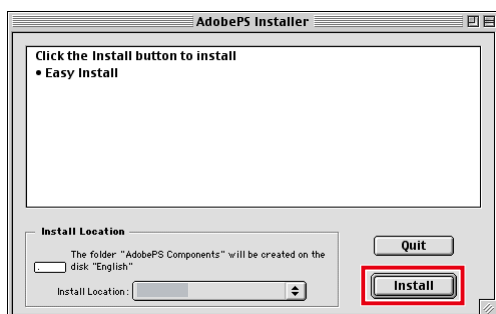 AdobePS Installer
Click the Install button to install
• Easy Install
Install Location
The folder "AdobePS Components" will be created on the
disk "English"
Install Location:
Quit
Install